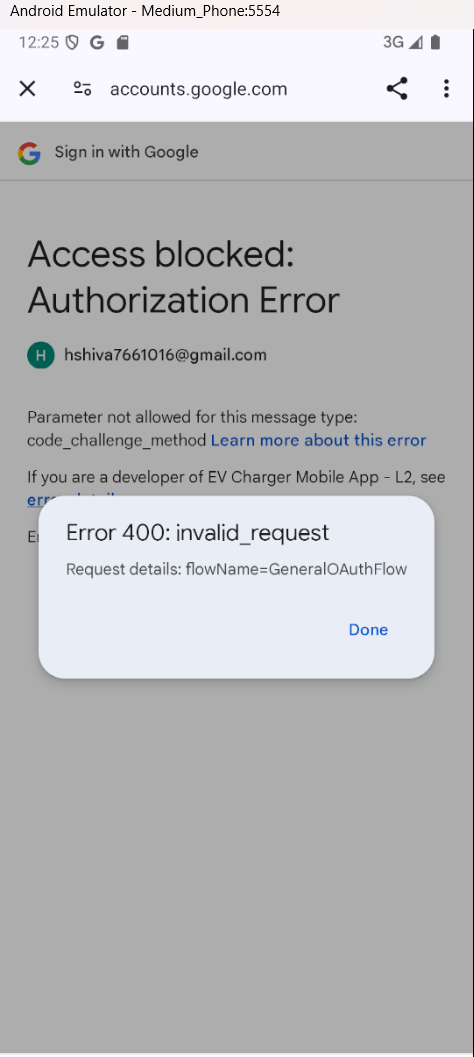 Android Emulator - Medium_Phone:5554
12:25 G 3G
accounts.google.com
Sign in with Google
Access blocked:
Authorization Error
H hshiva7661016@gmail.com
Parameter not allowed for this message type:
code_challenge_method Learn more about this error
If you are a developer of EV Charger Mobile App - L2, see
Error 400: invalid_request
Request details: flowName=GeneralOAuthFlow
Done